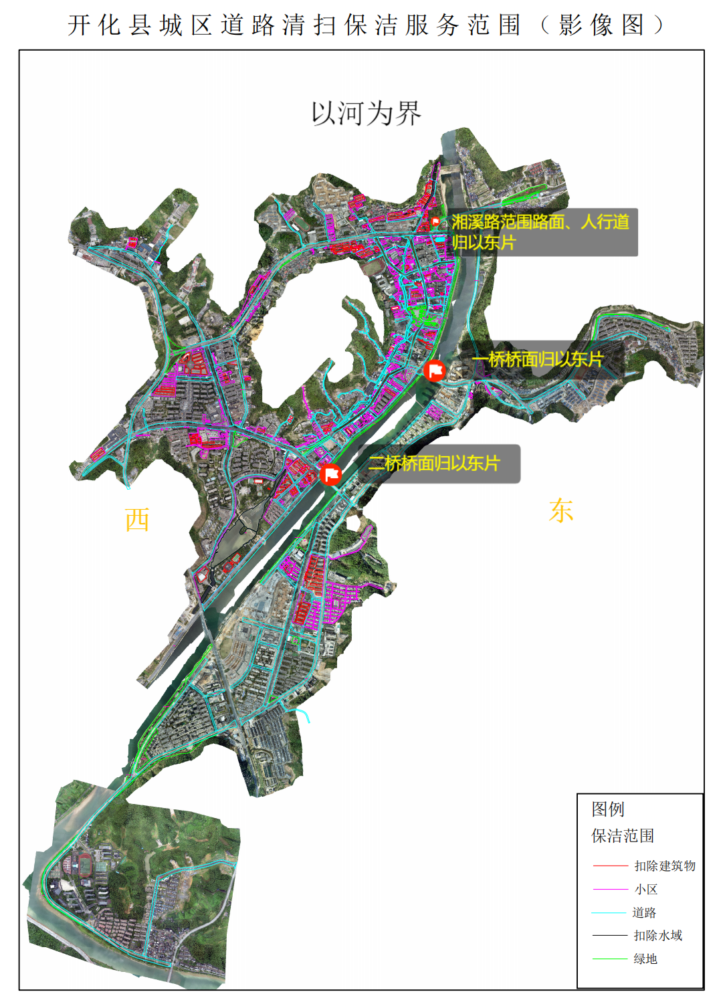 开化县城区道路清扫保洁服务范围（影像图）
以河为界
湘溪路范围路面、人行道
归以东片
一桥桥面归以东片
二桥桥面归以东片
西
东
图例
保洁范围
扣除建筑物
小区
道路
扣除水域
绿地